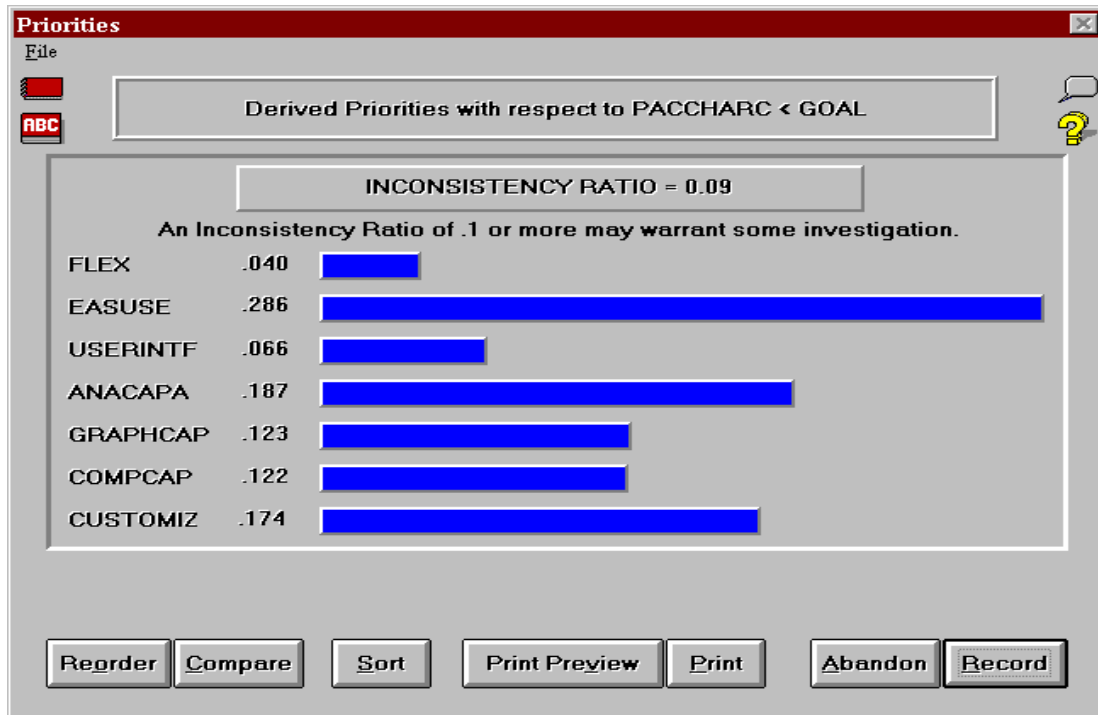 Priorities
File
ABC
Derived Priorities with respect to PACCHARC < GOAL
?
INCONSISTENCY RATIO = 0.09
An Inconsistency Ratio of .1 or more may warrant some investigation.
FLEX .040
EASUSE .286
USERINTF .066
ANACAPA .187
GRAPHCAP .123
COMPCAP .122
CUSTOMIZ .174
Reorder Compare Sort Print Preview Print Abandon Record